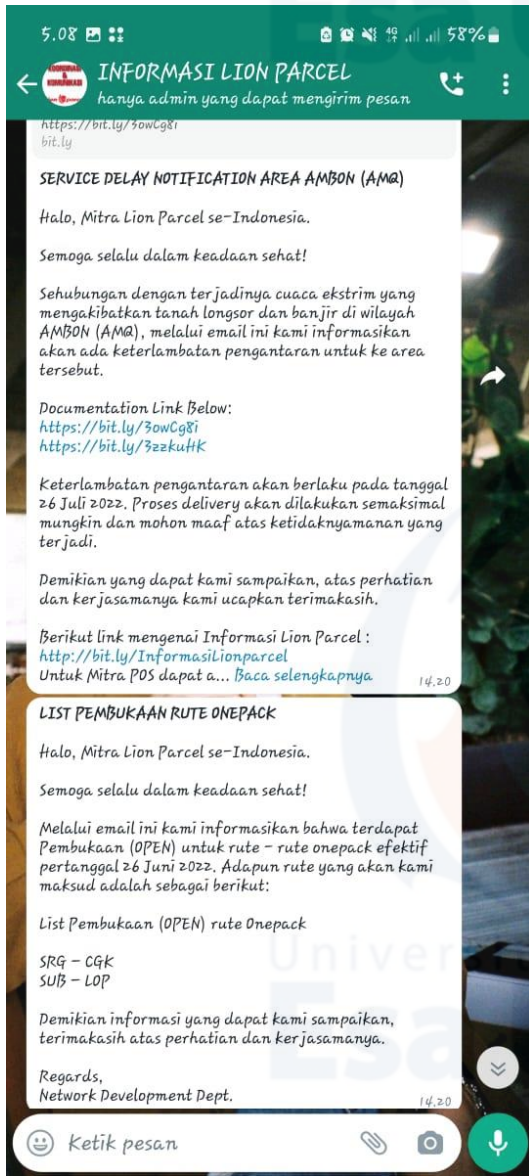 5.08
4G
58%
KOORDINASI
&
KOMUNIKASI
INFORMASI LION PARCEL
hanya admin yang dapat mengirim pesan
https://bit.ly/3owCg8i
bit.ly
SERVICE DELAY NOTIFICATION AREA AMBON (AMQ)
Halo, Mitra Lion Parcel se-Indonesia.
Semoga selalu dalam keadaan sehat!
Sehubungan dengan terjadinya cuaca ekstrim yang
mengakibatkan tanah longsor dan banjir di wilayah
AMBON (AMQ), melalui email ini kami informasikan
akan ada keterlambatan pengantaran untuk ke area
tersebut.
Documentation Link Below:
https://bit.ly/3owCg8i
https://bit.ly/3zzkuHK
Keterlambatan pengantaran akan berlaku pada tanggal
26 Juli 2022. Proses delivery akan dilakukan semaksimal
mungkin dan mohon maaf atas ketidaknyamanan yang
terjadi.
Demikian yang dapat kami sampaikan, atas perhatian
dan kerjasamanya kami ucapkan terimakasih.
Berikut link mengenai Informasi Lion Parcel :
http://bit.ly/InformasiLionparcel
Untuk Mitra POS dapat a... Baca selengkapnya
14.20
LIST PEMBUKAAN RUTE ONEPACK
Halo, Mitra Lion Parcel se-Indonesia.
Semoga selalu dalam keadaan sehat!
Melalui email ini kami informasikan bahwa terdapat
Pembukaan (OPEN) untuk rute - rute onepack efektif
pertanggal 26 Juni 2022. Adapun rute yang akan kami
maksud adalah sebagai berikut:
List Pembukaan (OPEN) rute Onepack
SRG - CGK
SUB - LOP
Demikian informasi yang dapat kami sampaikan,
terimakasih atas perhatian dan kerjasamanya.
Regards,
Network Development Dept.
14.20
Univer
Esa
Ketik pesan